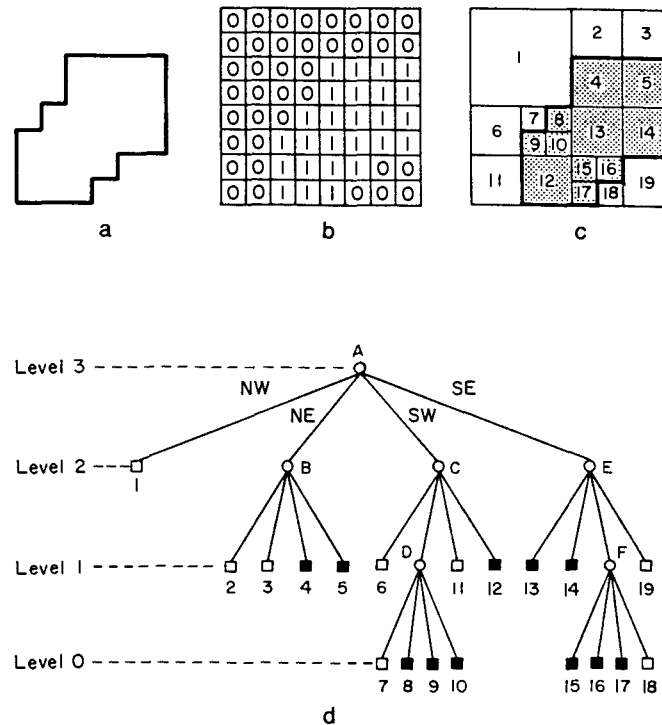 0 0 0 0 0 0 0 0
0 0 0 0 0 0 0 0
0 0 0 0 1 1 1 1
0 0 0 0 1 1 1 1
0 0 0 1 1 1 1 1
0 0 1 1 1 1 1 1
0 0 1 1 1 1 0 0
0 0 1 1 1 0 0 0
2 3
1
4 5
6 7 8 13 14
9 10
11 12 15 16 19
17 18
a b c
A
Level 3
NW NE SW SE
Level 2
1 B C E
Level 1
D F
2 3 4 5 6 11 12 13 14 19
Level 0
7 8 9 10 15 16 17 18
d